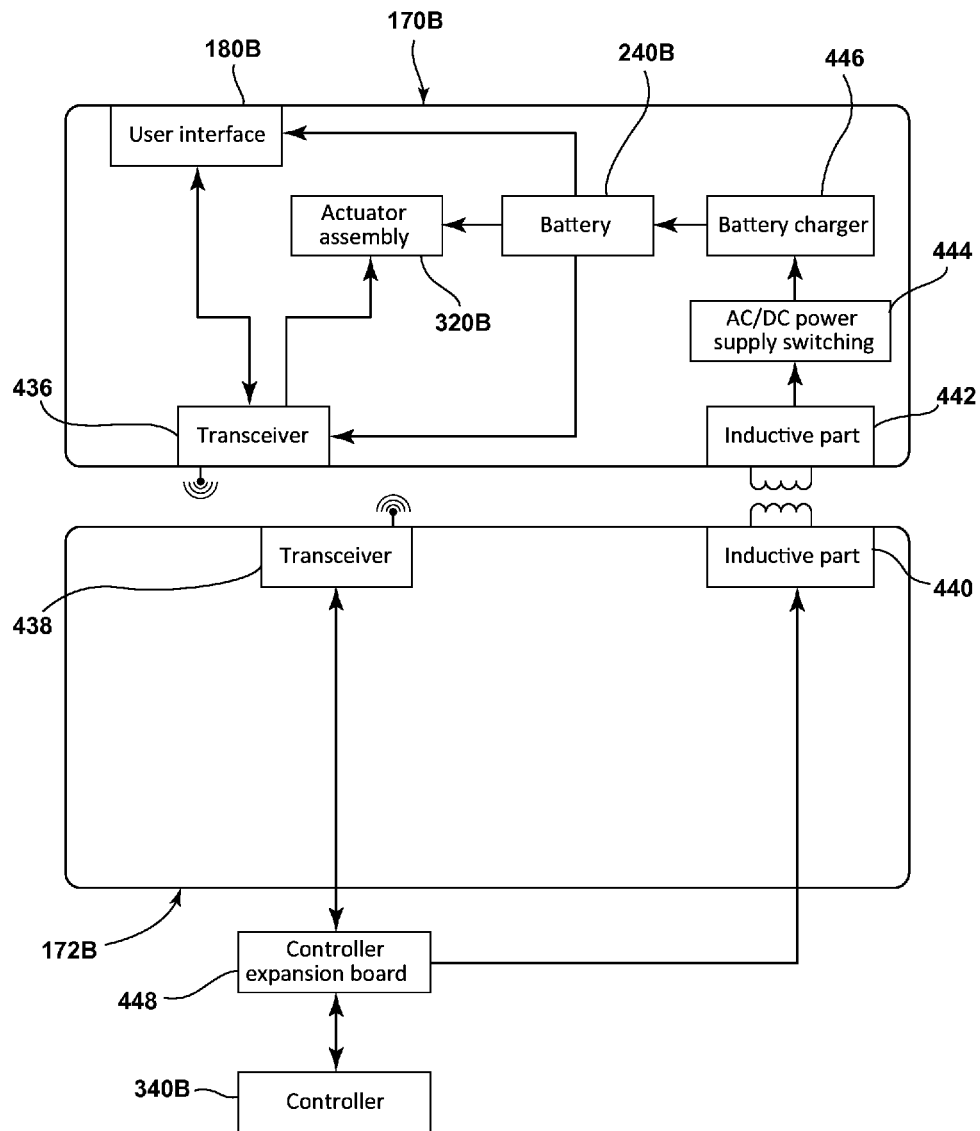 170B
180B
240B
446
User interface
Actuator
assembly
Battery
Battery charger
444
320B
AC/DC power
supply switching
436
442
Transceiver
Inductive part
Transceiver
Inductive part
440
438
172B
Controller
expansion board
448
340B
Controller